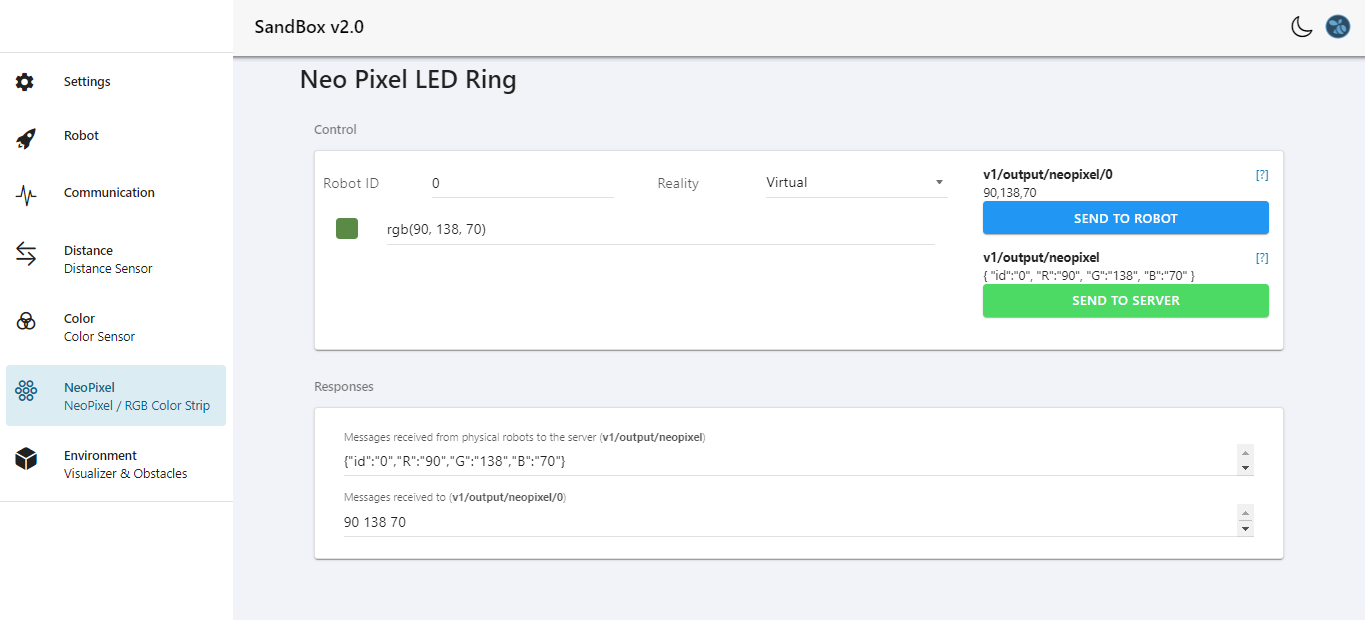 SandBox v2.0
Settings
Robot
Communication
Distance
Distance Sensor
Color
Color Sensor
NeoPixel
NeoPixel / RGB Color Strip
Environment
Visualizer & Obstacles
Neo Pixel LED Ring
Control
Robot ID 0 Reality Virtual
rgb(90, 138, 70)
v1/output/neopixel/0 [?]
90,138,70
SEND TO ROBOT
v1/output/neopixel [?]
{ "id":"0", "R":"90", "G":"138", "B":"70" }
SEND TO SERVER
Responses
Messages received from physical robots to the server (v1/output/neopixel)
{"id":"0","R":"90","G":"138","B":"70"}
Messages received to (v1/output/neopixel/0)
90 138 70